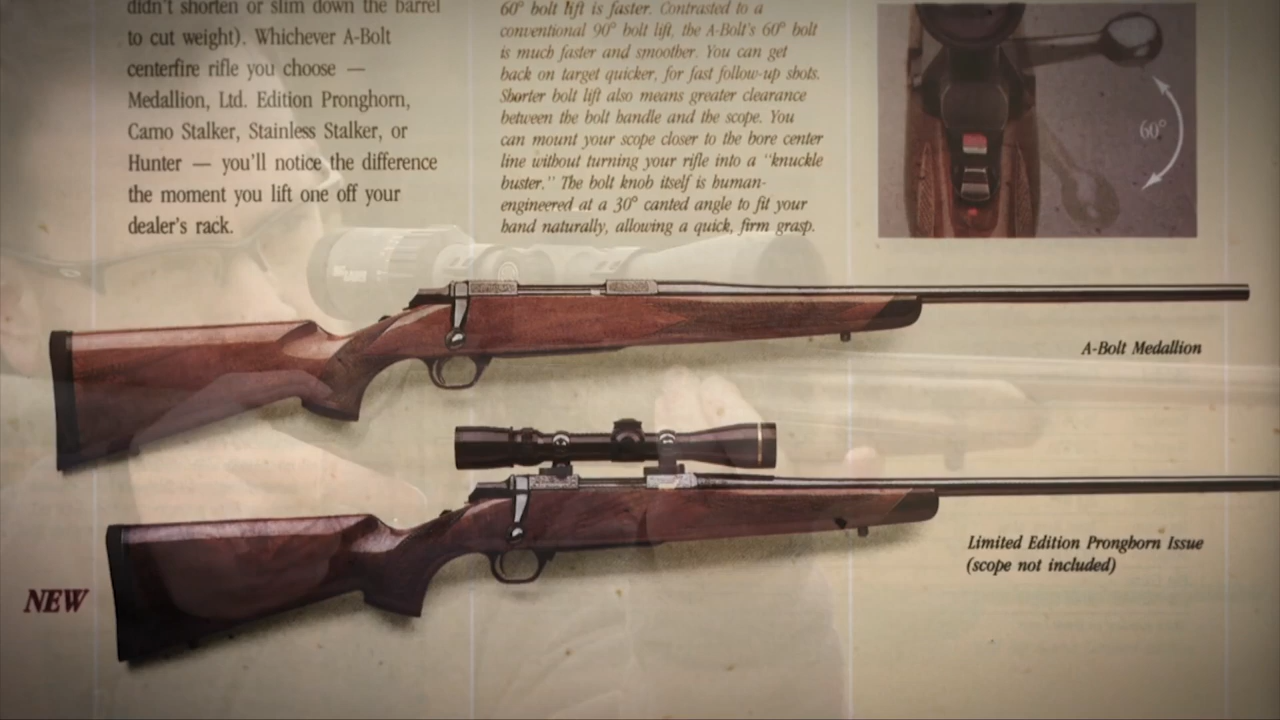 didn't shorten or slim down the barrel
to cut weight). Whichever A-Bolt
centerfire rifle you choose —
Medallion, Ltd. Edition Pronghorn,
Camo Stalker, Stainless Stalker, or
Hunter — you'll notice the difference
the moment you lift one off your
dealer's rack.
60° bolt lift is faster. Contrasted to a
conventional 90° bolt lift, the A-Bolt's 60° bolt
is much faster and smoother. You can get
back on target quicker, for fast follow-up shots.
Shorter bolt lift also means greater clearance
between the bolt handle and the scope. You
can mount your scope closer to the bore center
line without turning your rifle into a "knuckle
buster." The bolt knob itself is human-
engineered at a 30° canted angle to fit your
hand naturally, allowing a quick, firm grasp.
60°
A-Bolt Medallion
Limited Edition Pronghorn Issue
(scope not included)
NEW